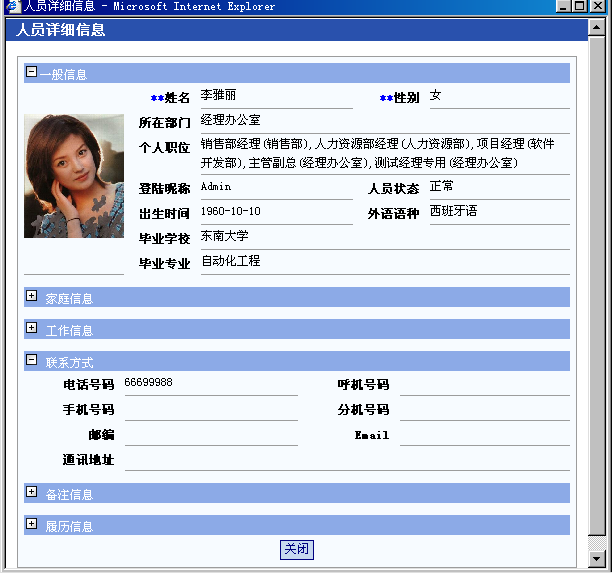 人员详细信息 - Microsoft Internet Explorer
人员详细信息
一般信息
**姓名 李雅丽 **性别 女
所在部门 经理办公室
个人职位 销售部经理(销售部),人力资源部经理(人力资源部),项目经理(软件
开发部),主管副总(经理办公室),测试经理专用(经理办公室)
登陆昵称 Admin 人员状态 正常
出生时间 1960-10-10 外语语种 西班牙语
毕业学校 东南大学
毕业专业 自动化工程
家庭信息
工作信息
联系方式
电话号码 66699988 呼机号码
手机号码 分机号码
邮编 Email
通讯地址
备注信息
履历信息
关闭